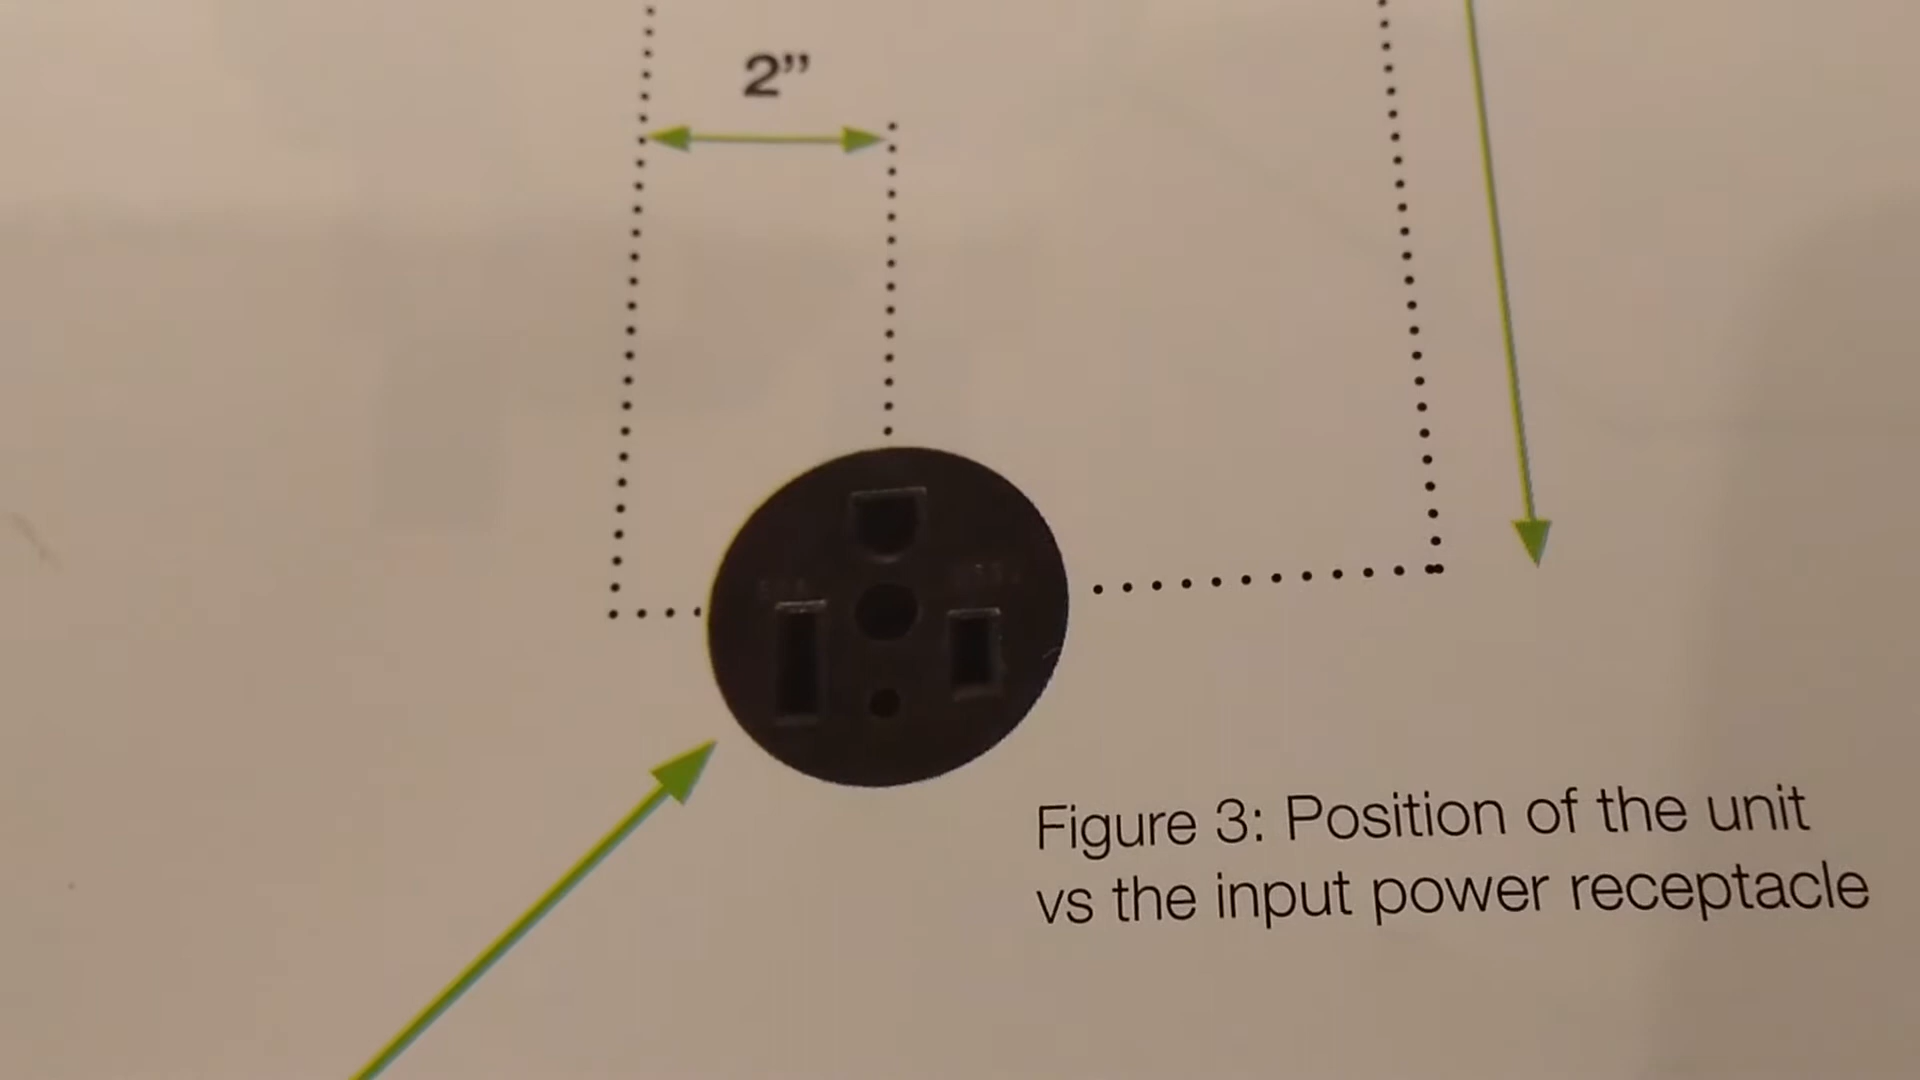 2”
Figure 3: Position of the unit
vs the input power receptacle